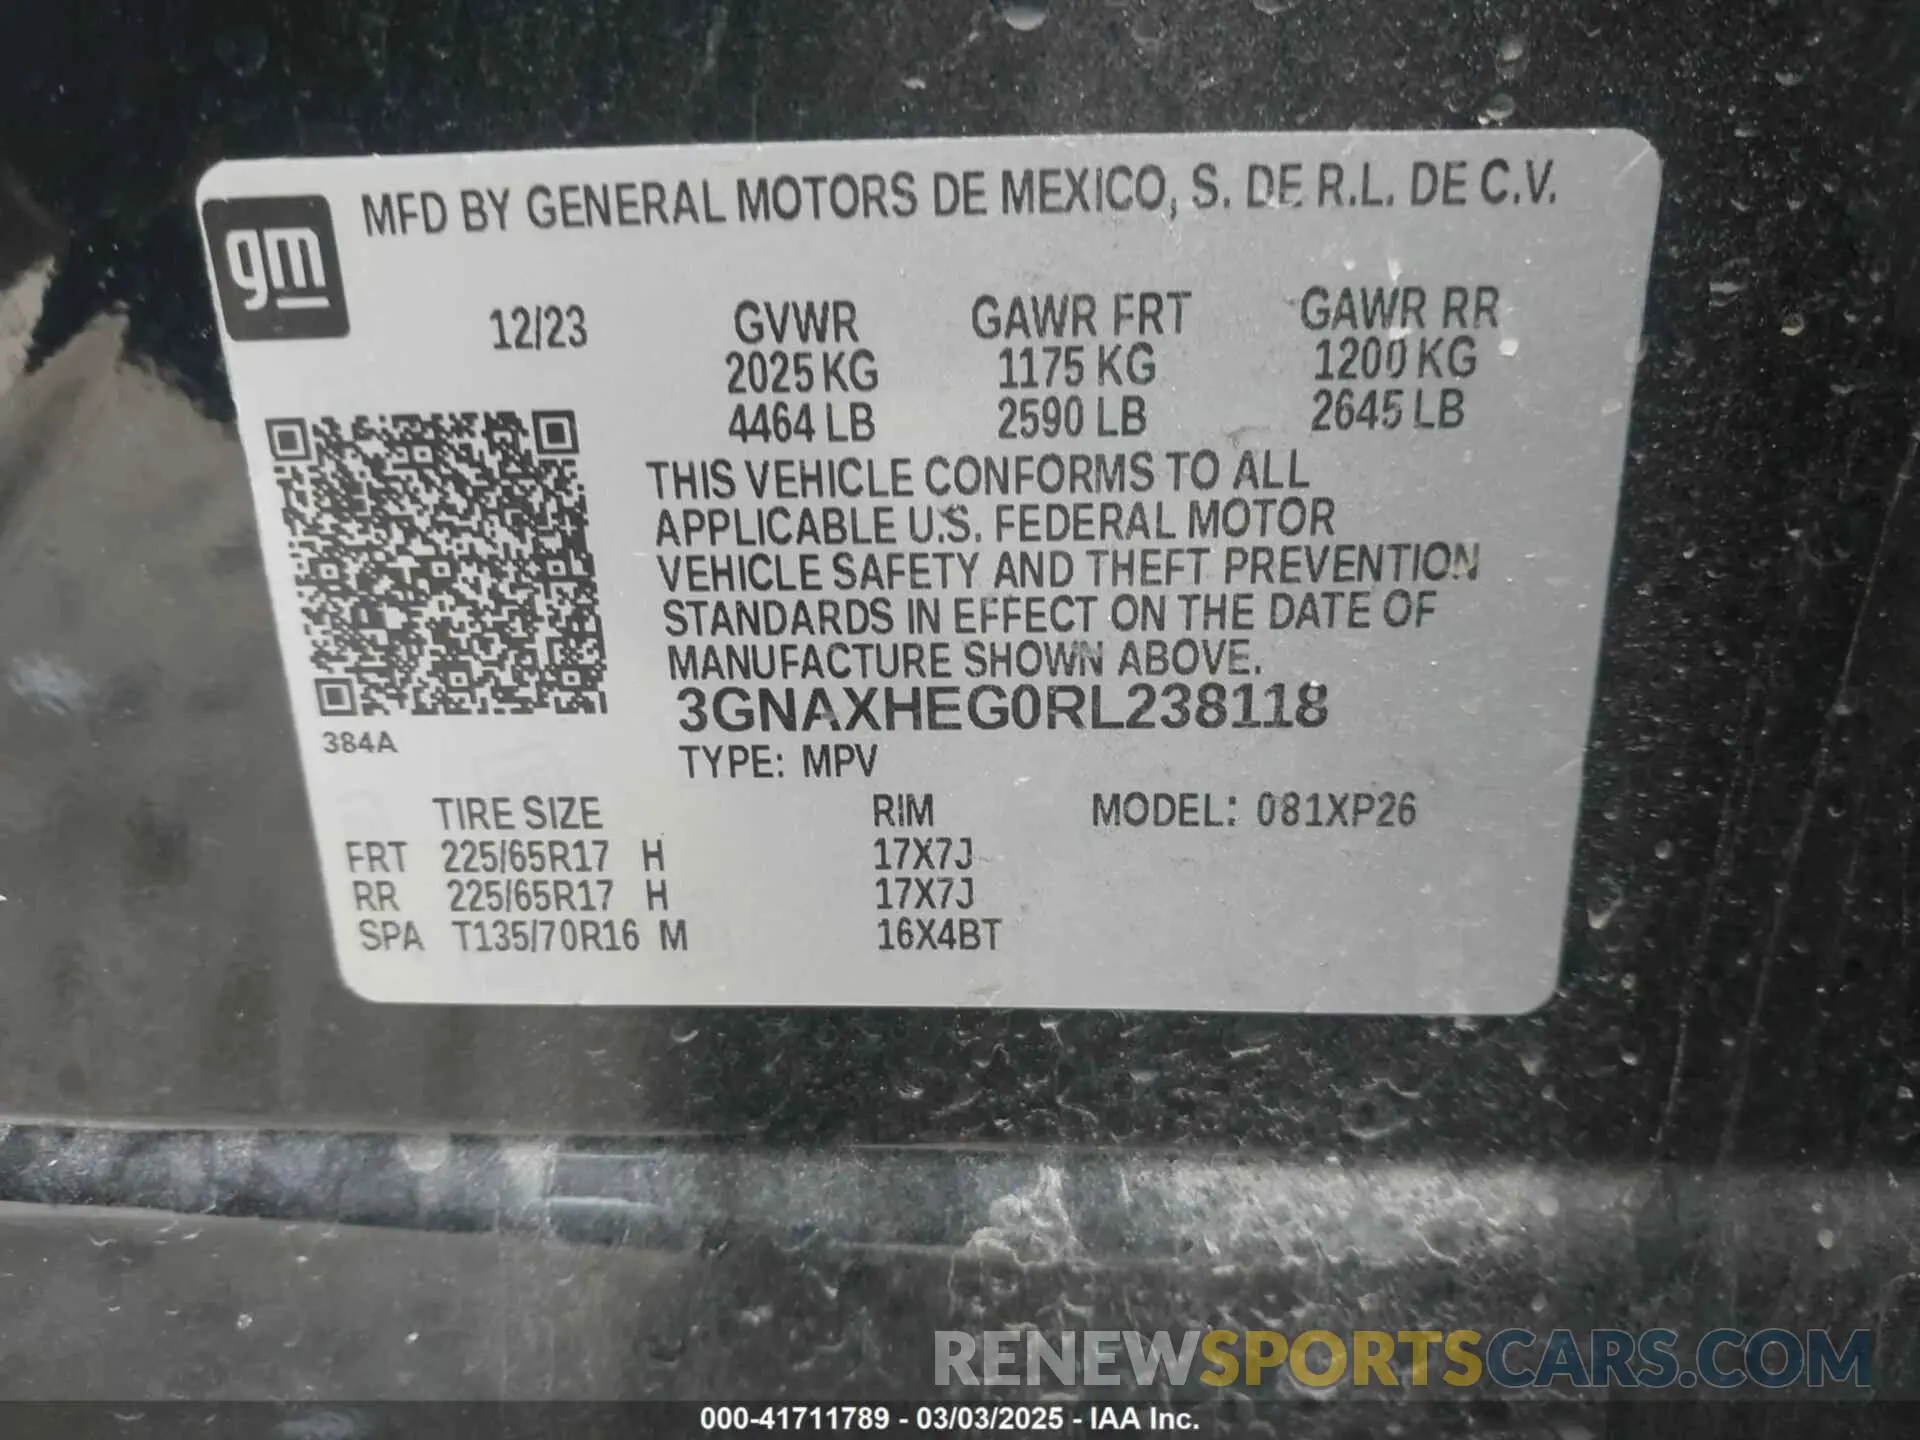 gm
MFD BY GENERAL MOTORS DE MEXICO, S. DE R.L. DE C.V.
12/23 GVWR GAWR FRT GAWR RR
2025 KG 1175 KG 1200 KG
4464 LB 2590 LB 2645 LB
THIS VEHICLE CONFORMS TO ALL
APPLICABLE U.S. FEDERAL MOTOR
VEHICLE SAFETY AND THEFT PREVENTION
STANDARDS IN EFFECT ON THE DATE OF
MANUFACTURE SHOWN ABOVE.
3GNAXHEG0RL238118
384A
TYPE: MPV
TIRE SIZE RIM MODEL: 081XP26
FRT 225/65R17 H 17X7J
RR 225/65R17 H 17X7J
SPA T135/70R16 M 16X4BT
RENEWSPORTSCARS.COM
000-41711789 - 03/03/2025 - IAA Inc.